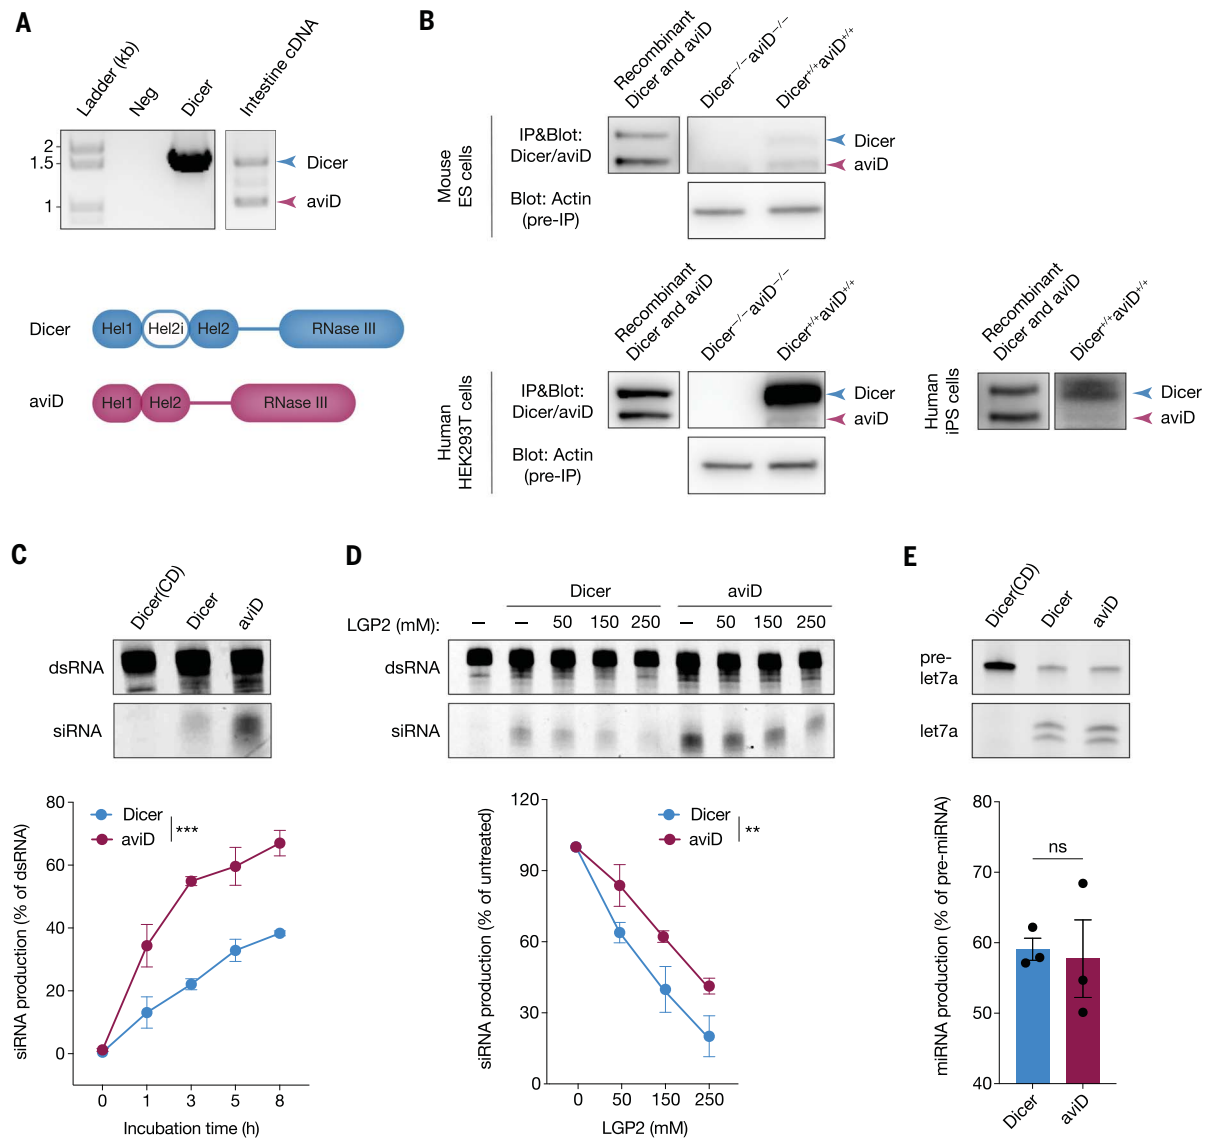 A
Ladder (kb)
Neg
Dicer
Intestine cDNA
2
1.5
1
Dicer
aviD
Dicer
Hel1
Hel2i
Hel2
RNase III
aviD
Hel1
Hel2
RNase III
B
Recombinant
Dicer and aviD
Dicer−/−aviD−/−
Dicer+/+aviD+/+
Mouse
ES cells
IP&Blot:
Dicer/aviD
Dicer
aviD
Blot: Actin
(pre-IP)
Recombinant
Dicer and aviD
Dicer−/−aviD−/−
Dicer+/+aviD+/+
Human
HEK293T cells
IP&Blot:
Dicer/aviD
Dicer
aviD
Blot: Actin
(pre-IP)
Recombinant
Dicer and aviD
Dicer+/+aviD+/+
Human
iPS cells
Dicer
aviD
C
Dicer(CD)
Dicer
aviD
dsRNA
siRNA
siRNA production (% of dsRNA)
80
60
40
20
0
Dicer
aviD
***
0 1 3 5 8
Incubation time (h)
D
Dicer
aviD
LGP2 (mM): – – 50 150 250 – 50 150 250
dsRNA
siRNA
siRNA production (% of untreated)
120
90
60
30
0
Dicer
aviD
**
0 50 150 250
LGP2 (mM)
E
Dicer(CD)
Dicer
aviD
pre-
let7a
let7a
miRNA production (% of pre-miRNA)
80
70
60
50
40
ns
Dicer
aviD